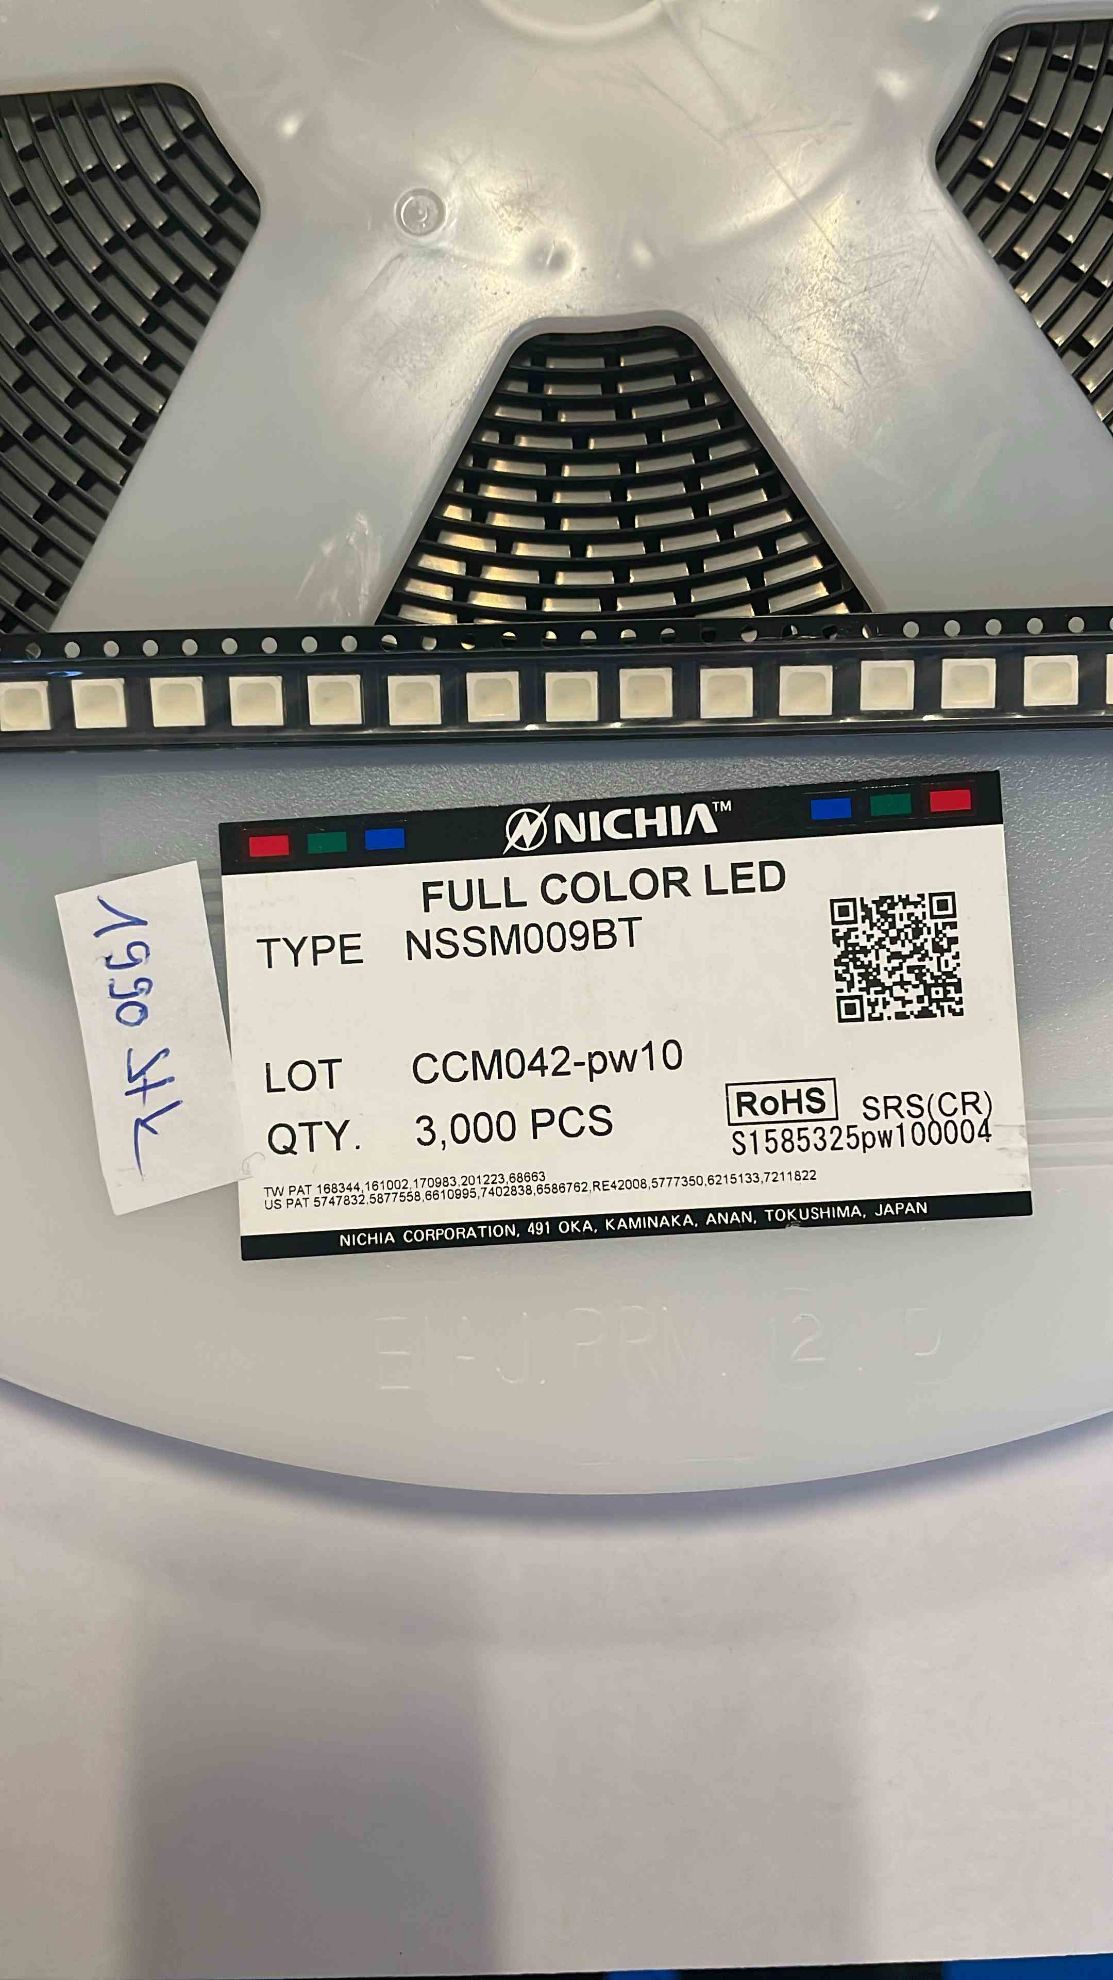 NICHIA™
FULL COLOR LED
TYPE NSSM009BT
LOT CCM042-pw10
QTY. 3,000 PCS
RoHS SRS(CR)
S1585325pw100004
TW PAT 168344,161002,170983,201223,68663
US PAT 5747832,5877558,6610995,7402838,6586762,RE42008,5777350,6215133,7211822
NICHIA CORPORATION, 491 OKA, KAMINAKA, ANAN, TOKUSHIMA, JAPAN
1990 szt